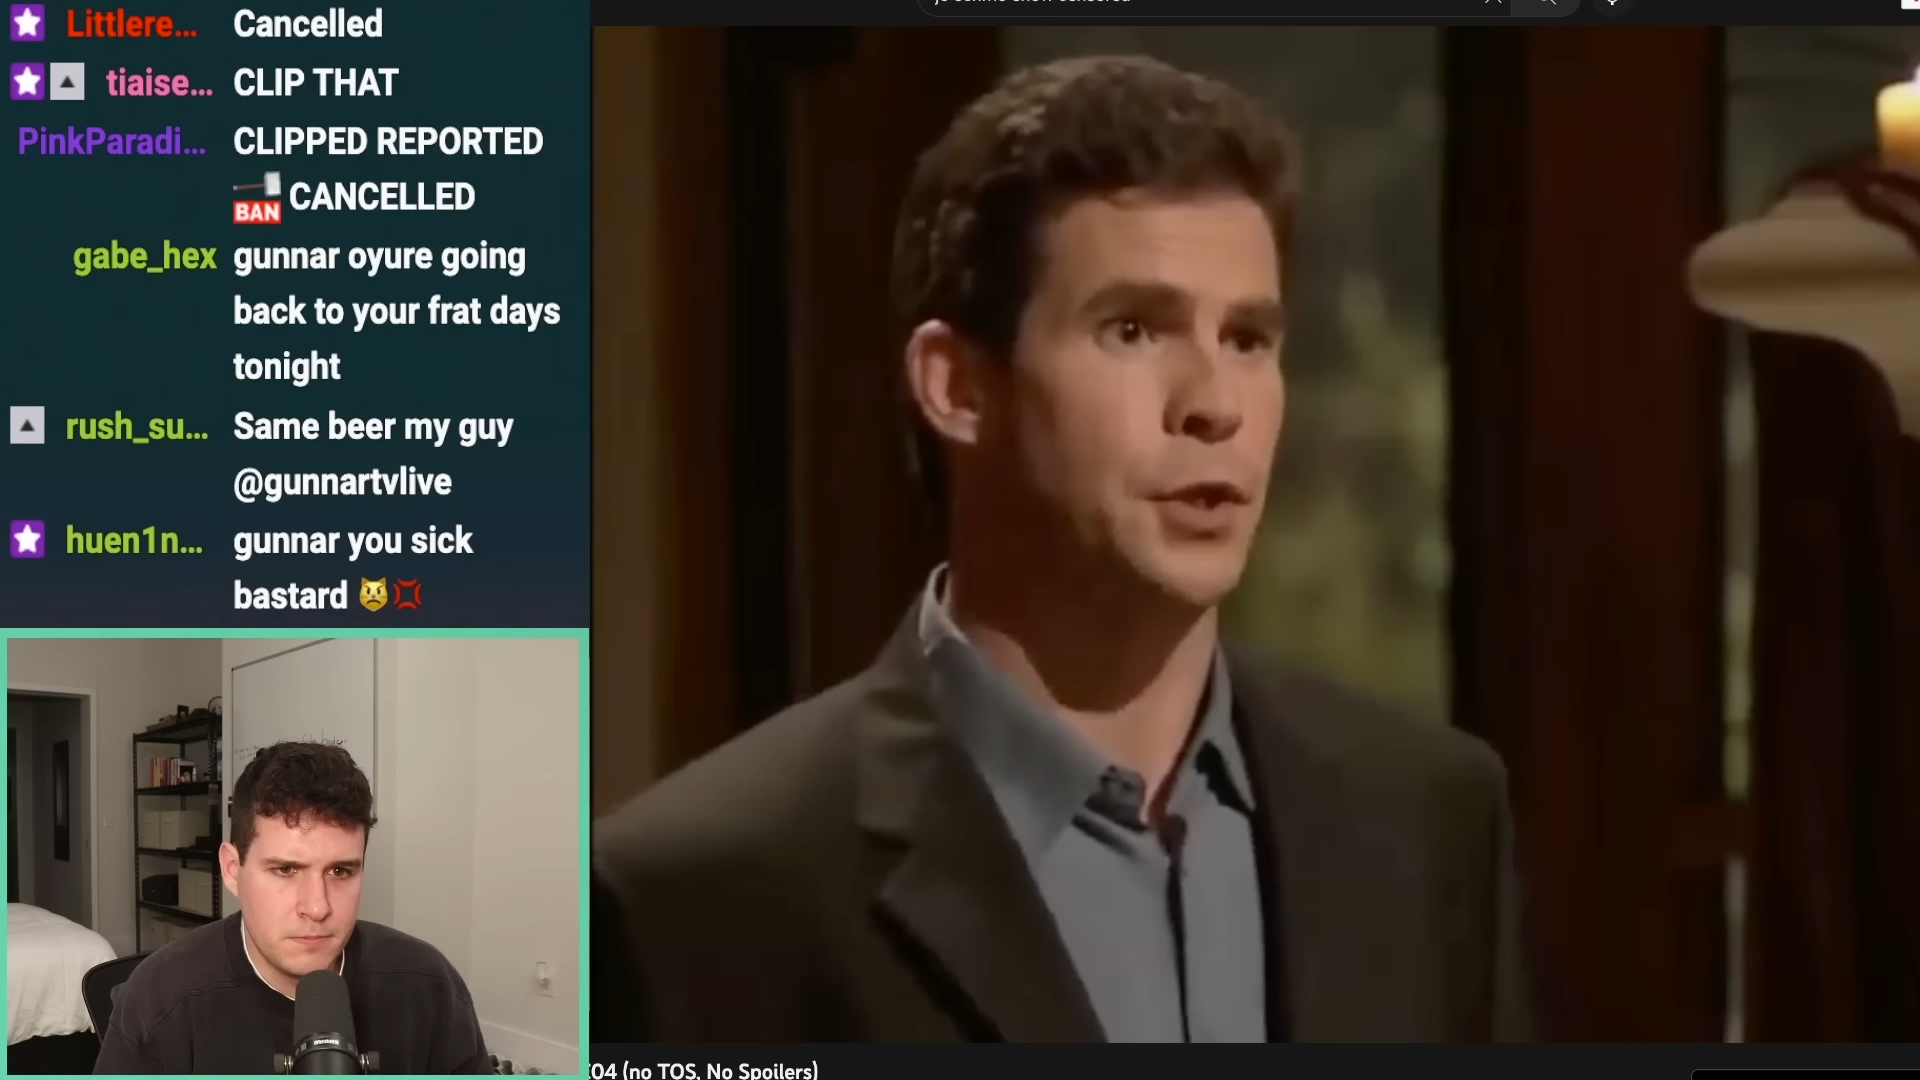 Littlere... Cancelled
tiaise... CLIP THAT
PinkParadi... CLIPPED REPORTED
BAN CANCELLED
gabe_hex gunnar oyure going
back to your frat days
tonight
rush_su... Same beer my guy
@gunnartvlive
huen1n... gunnar you sick
bastard
04 (no TOS, No Spoilers)